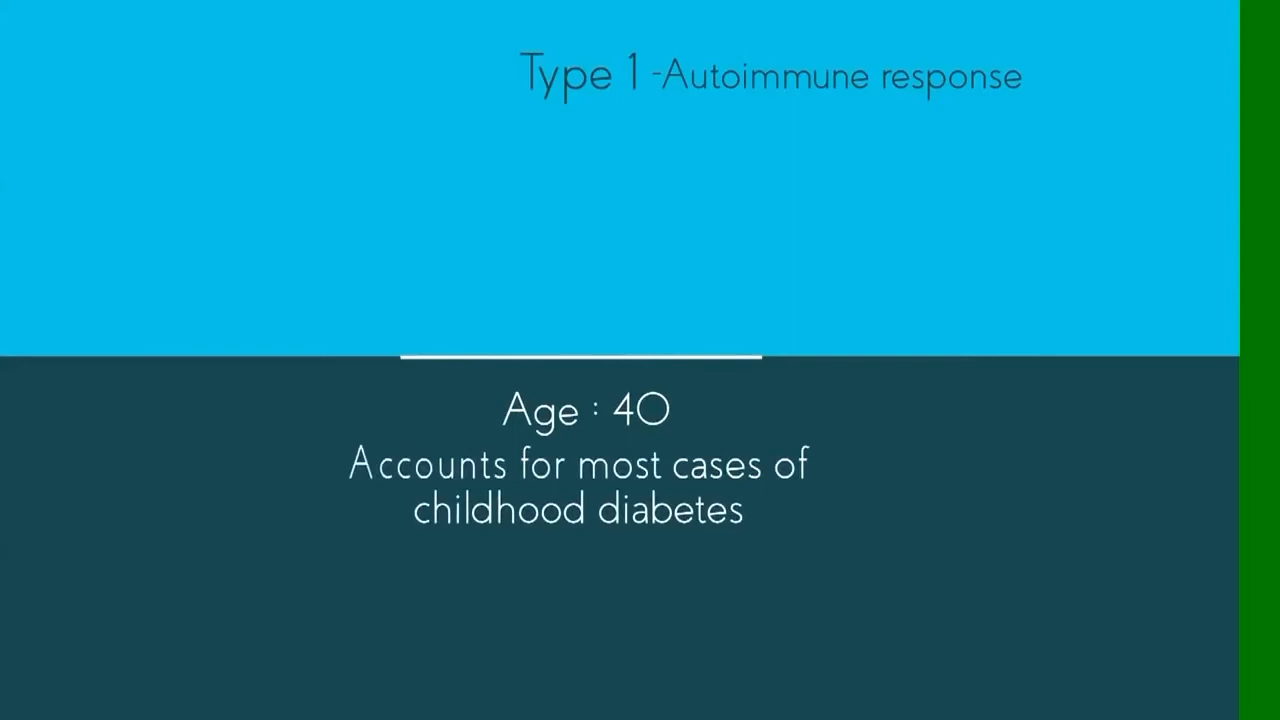 Type 1 -Autoimmune response
Age : 40
Accounts for most cases of
childhood diabetes